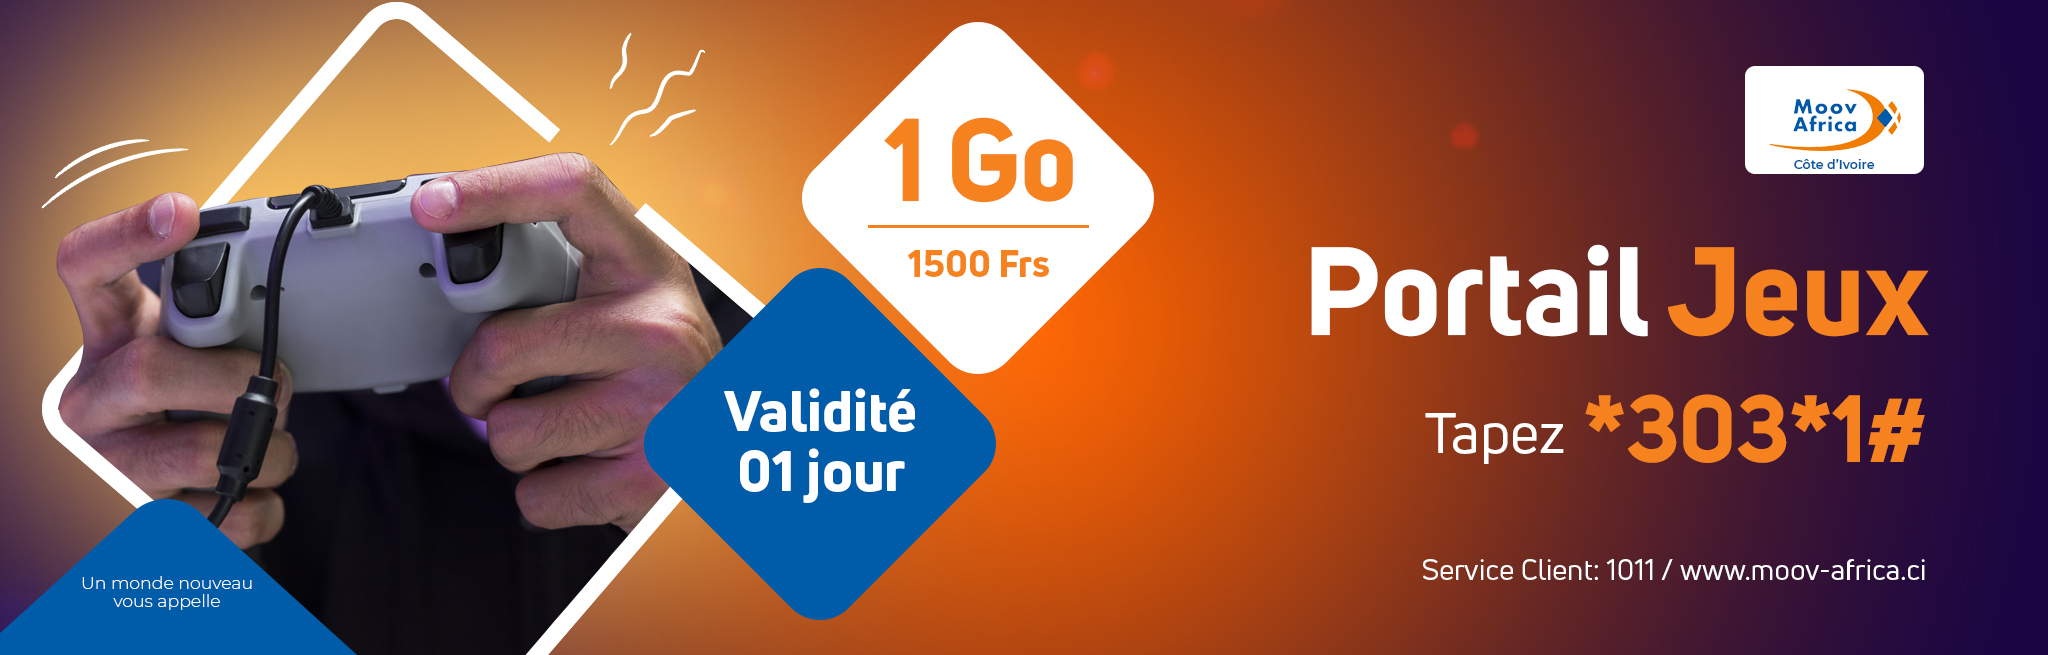 1 Go
1500 Frs
Validité
01 jour
Un monde nouveau
vous appelle
Moov
Africa
Côte d'Ivoire
Portail Jeux
Tapez *303*1#
Service Client: 1011 / www.moov-africa.ci